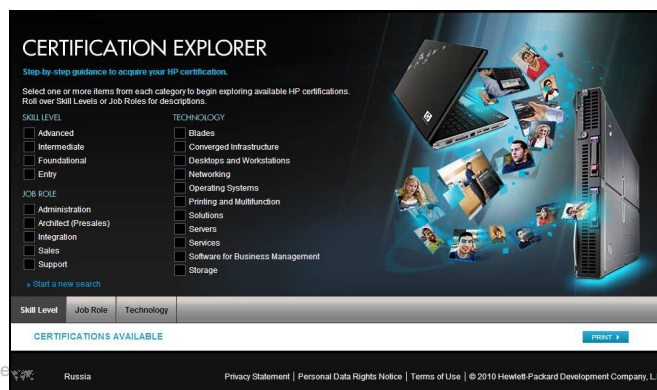 CERTIFICATION EXPLORER
Step-by-step guidance to acquire your HP certification.
Select one or more items from each category to begin exploring available HP certifications.
Roll over Skill Levels or Job Roles for descriptions.
SKILL LEVEL
Advanced
Intermediate
Foundational
Entry
JOB ROLE
Administration
Architect (Presales)
Integration
Sales
Support
TECHNOLOGY
Blades
Converged Infrastructure
Desktops and Workstations
Networking
Operating Systems
Printing and Multifunction
Solutions
Servers
Services
Software for Business Management
Storage
» Start a new search
Skill Level Job Role Technology
CERTIFICATIONS AVAILABLE
PRINT
Russia
Privacy Statement | Personal Data Rights Notice | Terms of Use | © 2010 Hewlett-Packard Development Company, L.